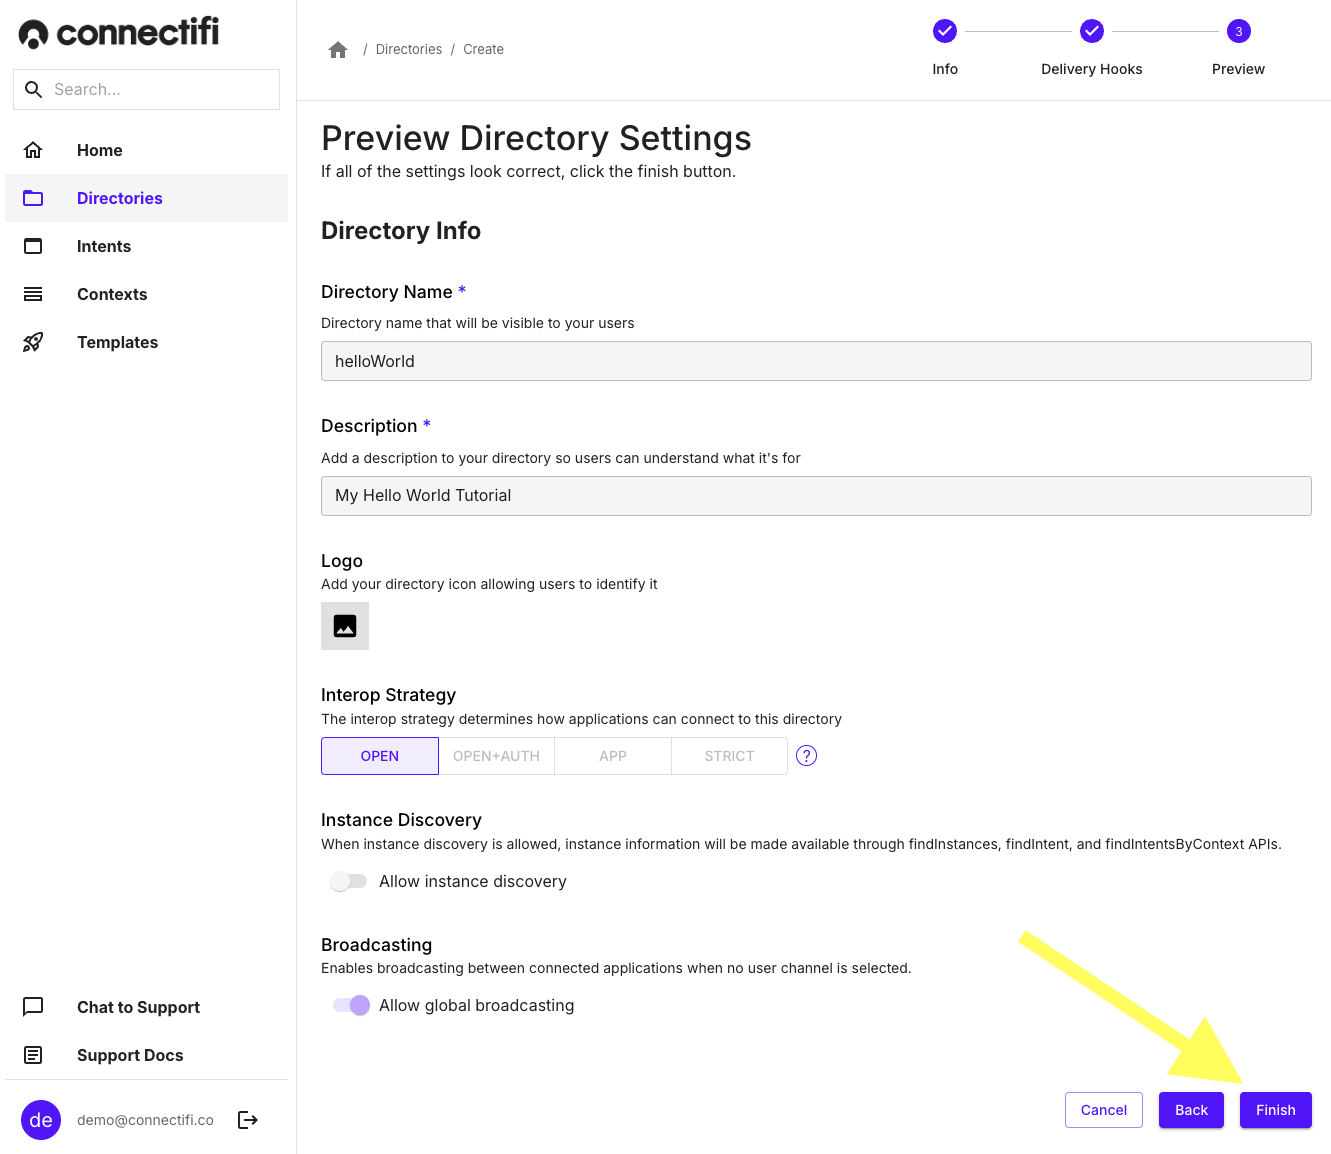 connectifi
Search...
Home
Directories
Intents
Contexts
Templates
Chat to Support
Support Docs
de
demo@connectifi.co
/ Directories / Create
Info
Delivery Hooks
3
Preview
Preview Directory Settings
If all of the settings look correct, click the finish button.
Directory Info
Directory Name *
Directory name that will be visible to your users
helloWorld
Description *
Add a description to your directory so users can understand what it's for
My Hello World Tutorial
Logo
Add your directory icon allowing users to identify it
Interop Strategy
The interop strategy determines how applications can connect to this directory
OPEN OPEN+AUTH APP STRICT ?
Instance Discovery
When instance discovery is allowed, instance information will be made available through findInstances, findIntent, and findIntentsByContext APIs.
Allow instance discovery
Broadcasting
Enables broadcasting between connected applications when no user channel is selected.
Allow global broadcasting
Cancel Back Finish